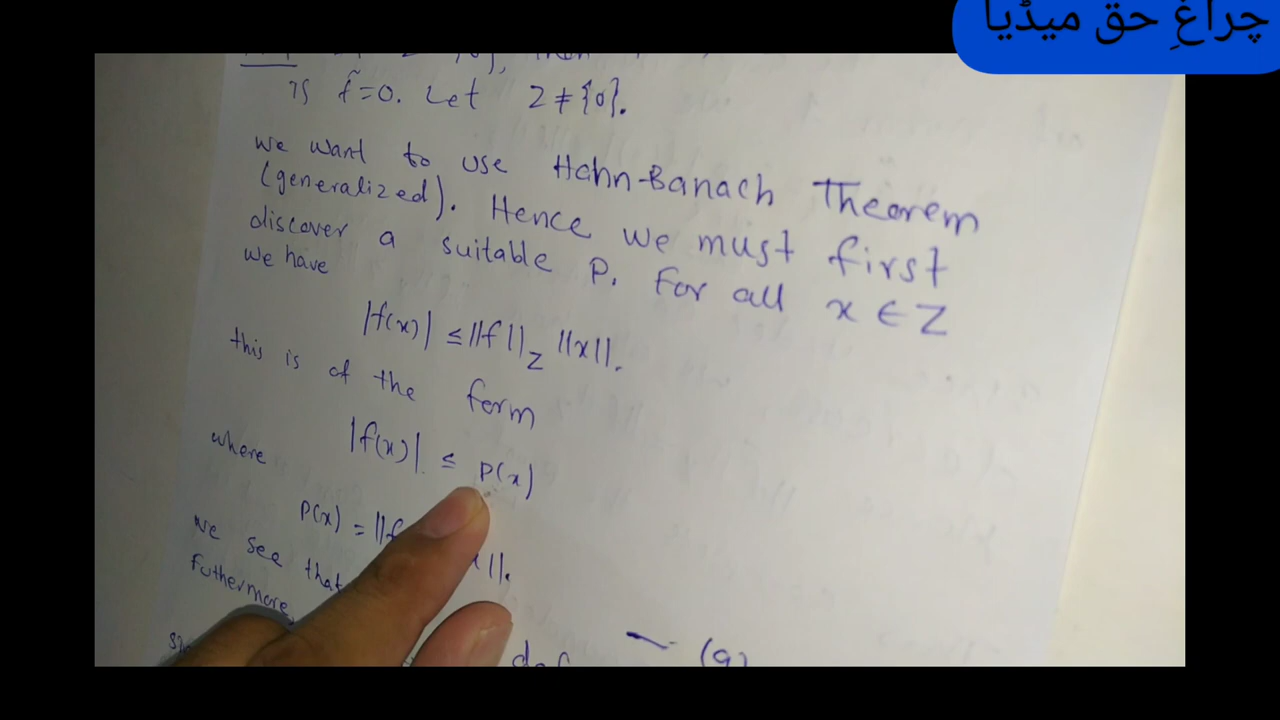 چراغِ حق میڈیا
is f̃=0. Let Z ≠ {0}.
we want to use Hahn-Banach Theorem
(generalized). Hence we must first
discover a suitable P. For all x ∈ Z
we have
|f(x)| ≤ ||f||_Z ||x||.
this is of the form
|f(x)| ≤ P(x)
where
P(x) = ||f x||.
we see that
Futhermore,
(a)